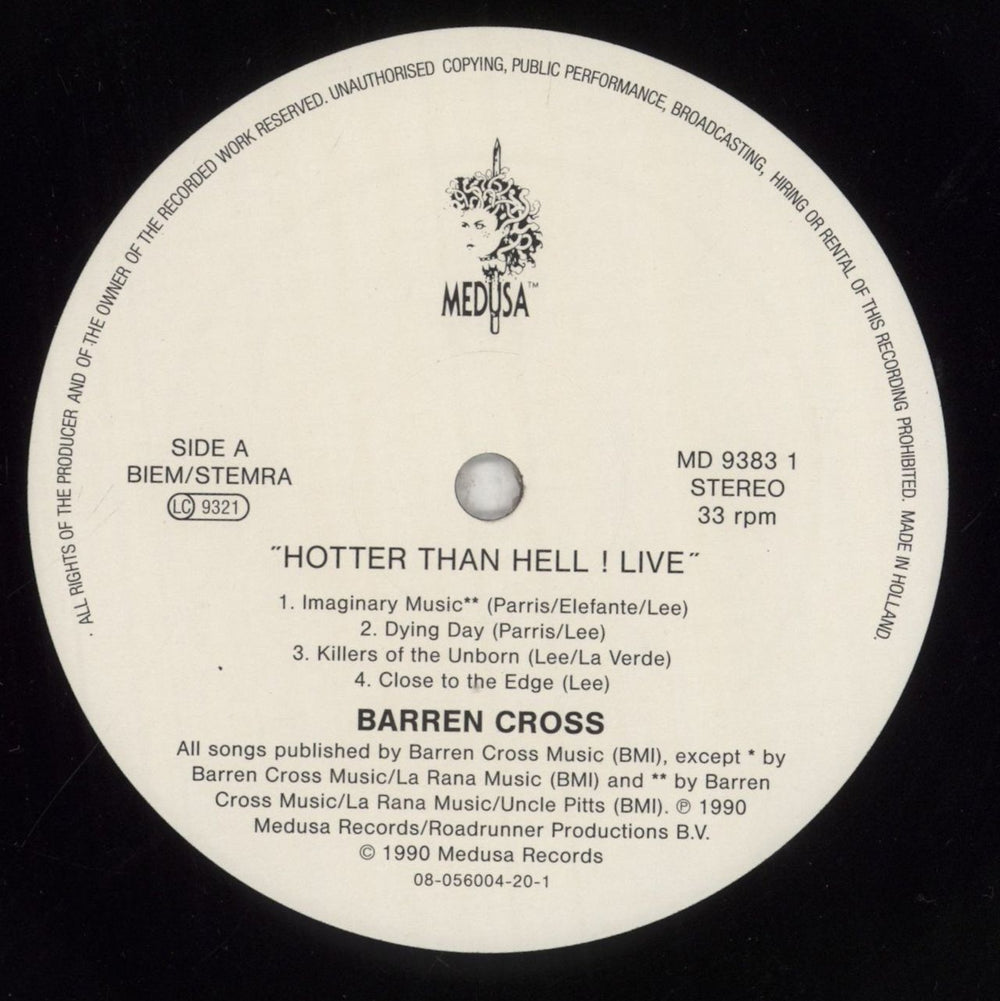 . ALL RIGHTS OF THE PRODUCER AND OF THE OWNER OF THE RECORDED WORK RESERVED. UNAUTHORISED COPYING, PUBLIC PERFORMANCE, BROADCASTING, HIRING OR RENTAL OF THIS RECORDING PROHIBITED. MADE IN HOLLAND.
MEDUSA™
SIDE A
BIEM/STEMRA
LC 9321
MD 9383 1
STEREO
33 rpm
"HOTTER THAN HELL ! LIVE"
1. Imaginary Music** (Parris/Elefante/Lee)
2. Dying Day (Parris/Lee)
3. Killers of the Unborn (Lee/La Verde)
4. Close to the Edge (Lee)
BARREN CROSS
All songs published by Barren Cross Music (BMI), except * by
Barren Cross Music/La Rana Music (BMI) and ** by Barren
Cross Music/La Rana Music/Uncle Pitts (BMI). ℗ 1990
Medusa Records/Roadrunner Productions B.V.
© 1990 Medusa Records
08-056004-20-1